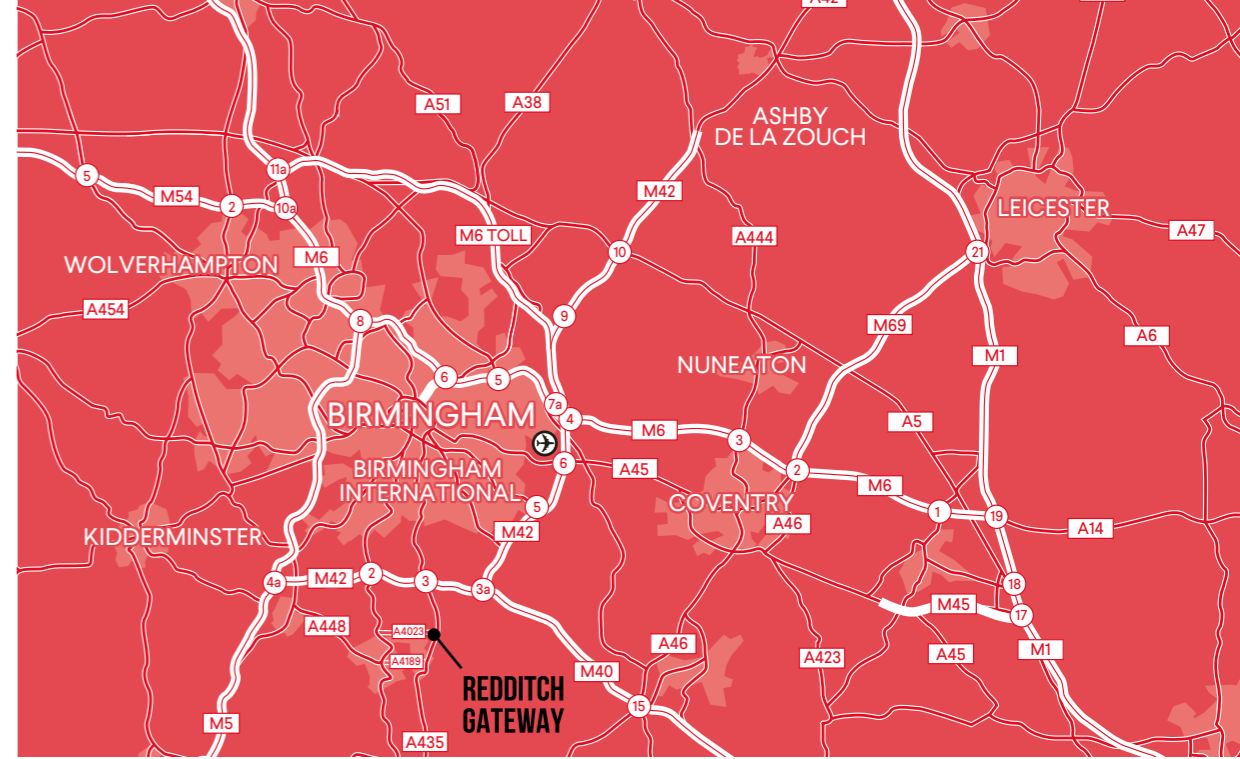 A42
A51
A38
ASHBY
DE LA ZOUCH
11a
5
M54
2
10a
M42
LEICESTER
M6 TOLL
A444
A47
10
21
M6
WOLVERHAMPTON
A454
9
8
M69
A6
M1
NUNEATON
6
5
7a
4
BIRMINGHAM
A5
M6
3
6
A45
2
BIRMINGHAM
INTERNATIONAL
M6
5
COVENTRY
1
19
A46
A14
M42
KIDDERMINSTER
4a
M42
2
3
3a
18
M45
17
A448
A4023
A46
A423
A45
M1
A4189
M40
REDDITCH
GATEWAY
15
M5
A435